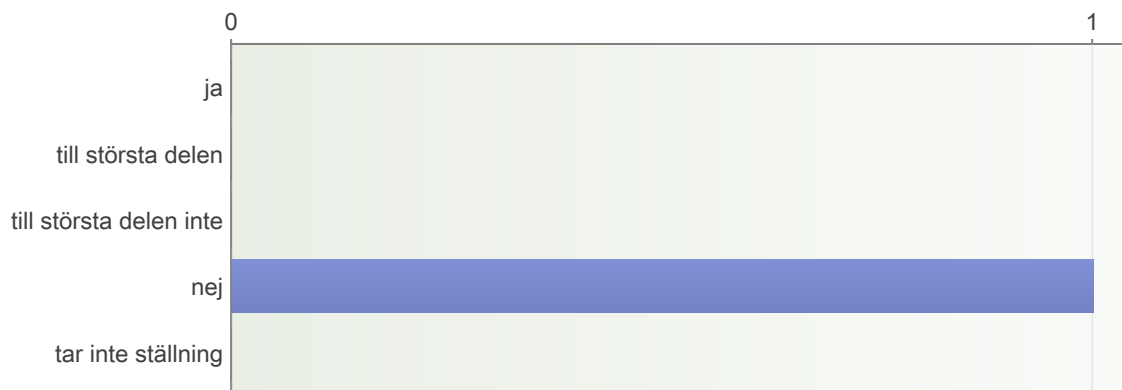 0 1
ja
till största delen
till största delen inte
nej
tar inte ställning